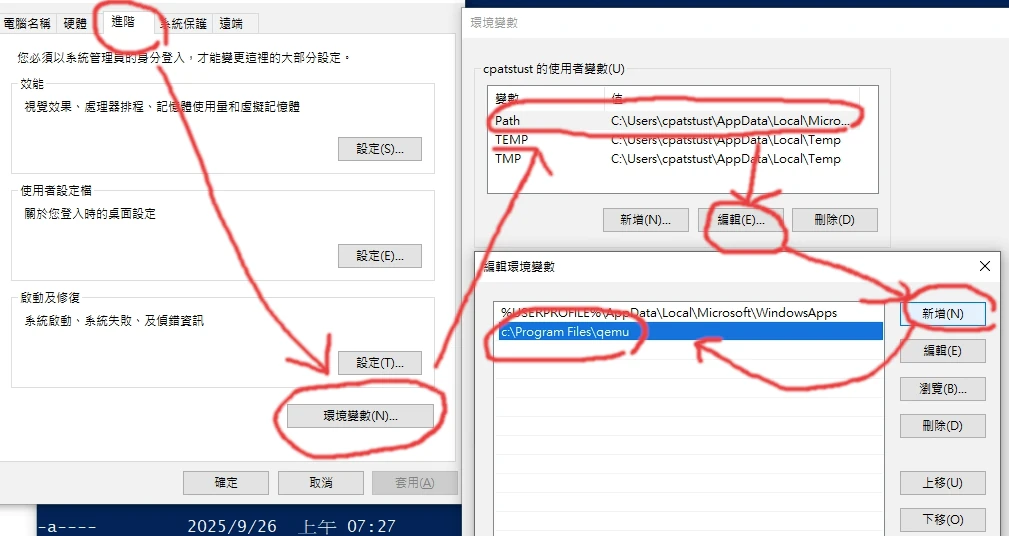 電腦名稱 硬體 進階 系統保護 遠端
您必須以系統管理員的身分登入，才能變更這裡的大部分設定。
效能
視覺效果、處理器排程、記憶體使用量和虛擬記憶體
設定(S)...
使用者設定檔
關於您登入時的桌面設定
設定(E)...
啟動及修復
系統啟動、系統失敗、及偵錯資訊
設定(T)...
環境變數(N)...
確定 取消 套用(A)
-a---- 2025/9/26 上午 07:27
環境變數
cpatstust 的使用者變數(U)
變數 值
Path C:\Users\cpatstust\AppData\Local\Micro...
TEMP C:\Users\cpatstust\AppData\Local\Temp
TMP C:\Users\cpatstust\AppData\Local\Temp
新增(N)... 編輯(E)... 刪除(D)
編輯環境變數
%USERPROFILE%\AppData\Local\Microsoft\WindowsApps
c:\Program Files\qemu
新增(N)
編輯(E)
瀏覽(B)...
刪除(D)
上移(U)
下移(O)